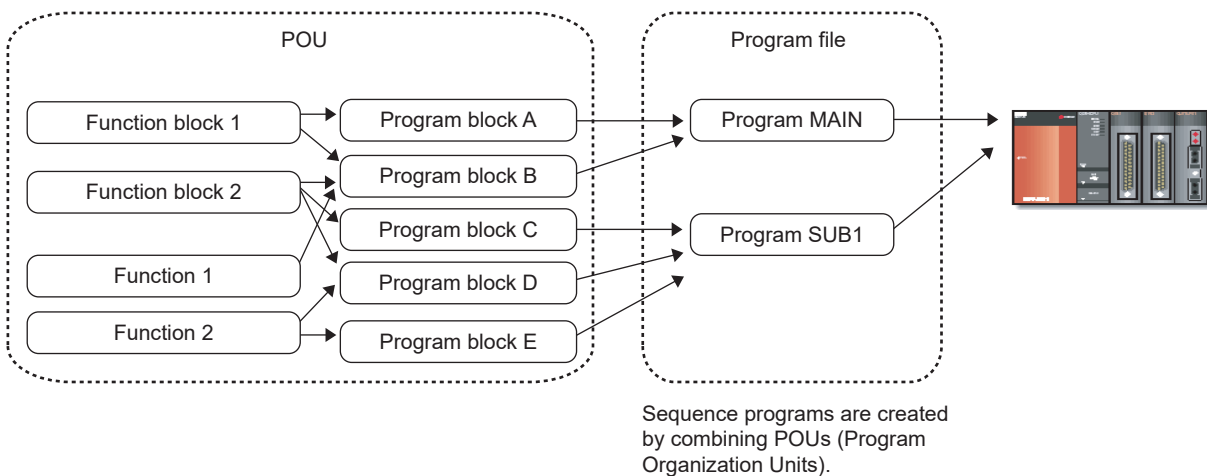 POU
Program file
Function block 1
Program block A
Program MAIN
Program block B
Function block 2
Program block C
Program SUB1
Function 1
Program block D
Function 2
Program block E
Sequence programs are created
by combining POUs (Program
Organization Units).